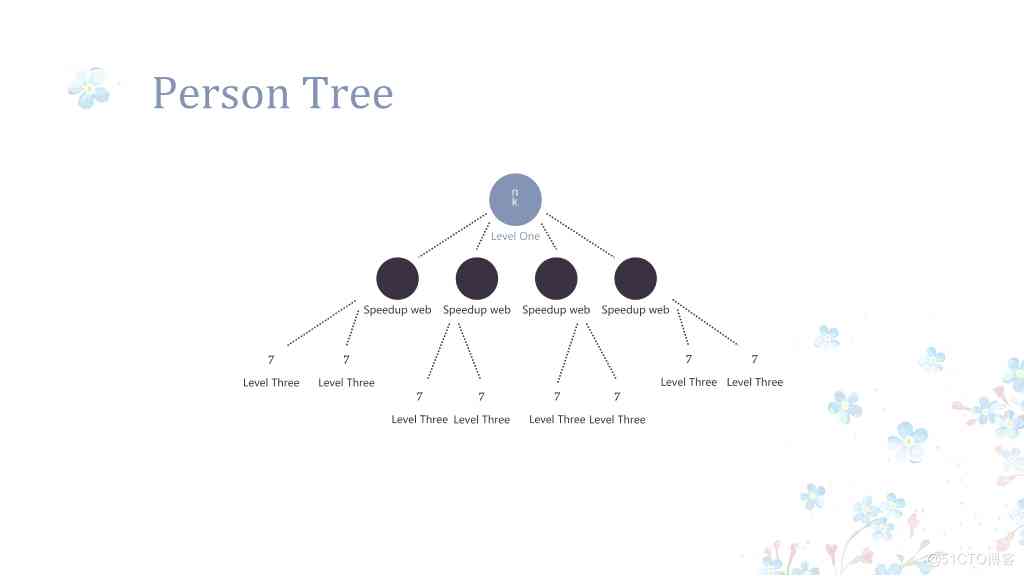 Person Tree
n
k
Level One
Speedup web Speedup web Speedup web Speedup web
7 7 7 7
Level Three Level Three Level Three Level Three
7 7 7 7
Level Three Level Three Level Three Level Three
@51CTO博客